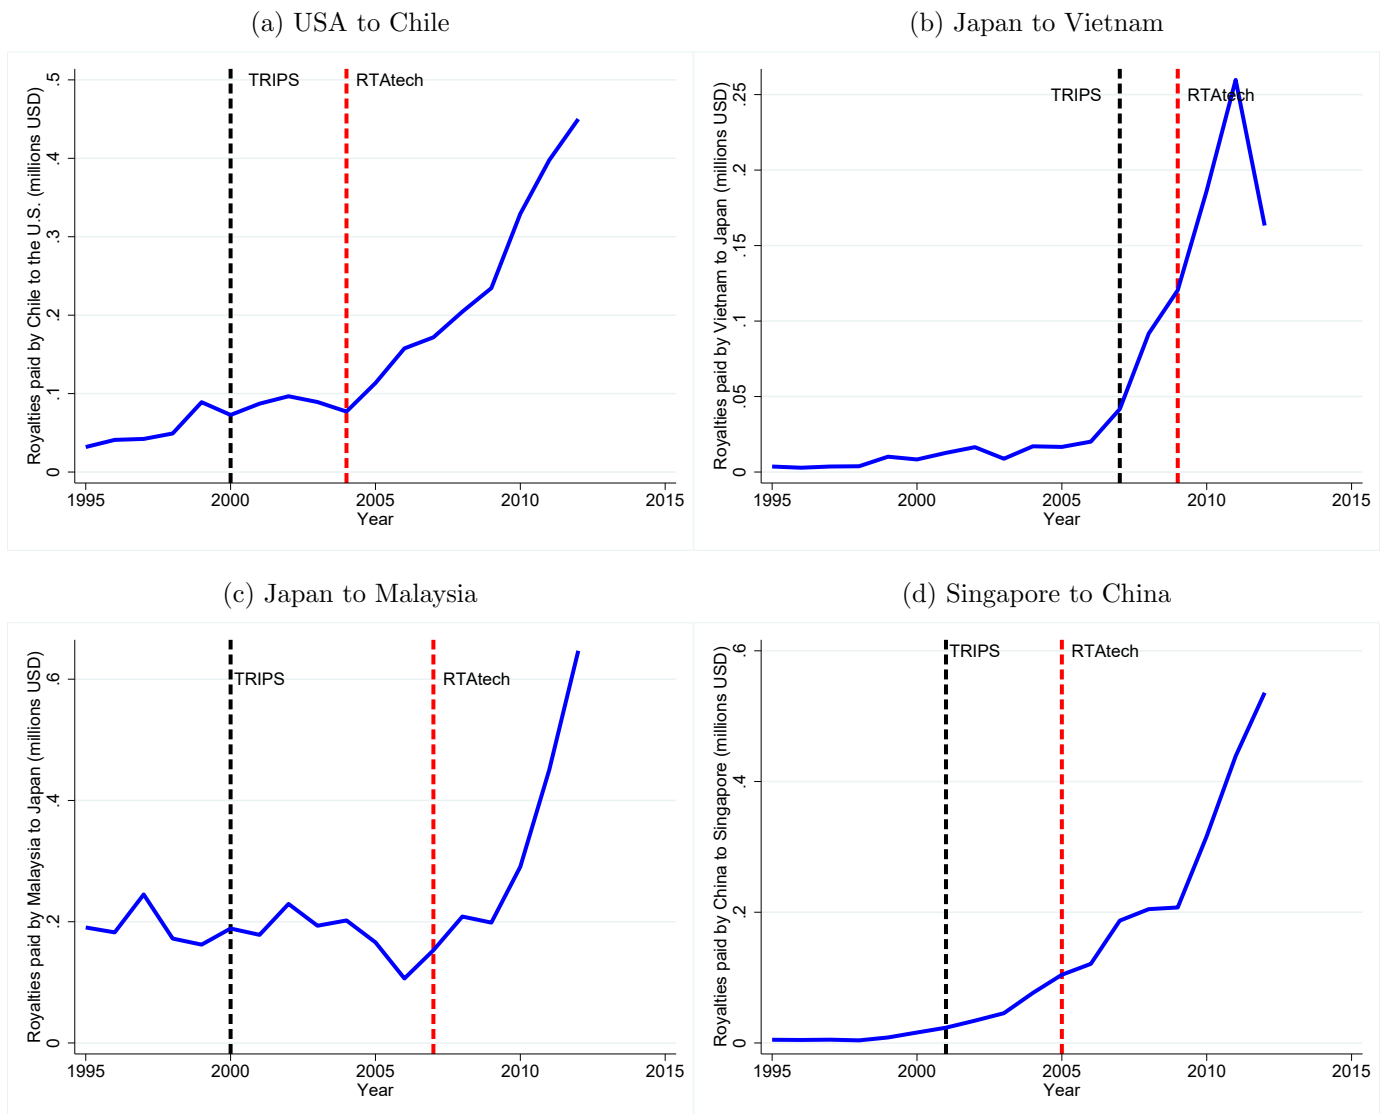 (a) USA to Chile
Royalties paid by Chile to the U.S. (millions USD)
.5
.4
.3
.2
.1
0
TRIPS
RTAtech
1995
2000
2005
2010
2015
Year
(b) Japan to Vietnam
Royalties paid by Vietnam to Japan (millions USD)
.25
.2
.15
.1
.05
0
TRIPS
RTAtech
1995
2000
2005
2010
2015
Year
(c) Japan to Malaysia
Royalties paid by Malaysia to Japan (millions USD)
.6
.4
.2
0
TRIPS
RTAtech
1995
2000
2005
2010
2015
Year
(d) Singapore to China
Royalties paid by China to Singapore (millions USD)
.6
.4
.2
0
TRIPS
RTAtech
1995
2000
2005
2010
2015
Year